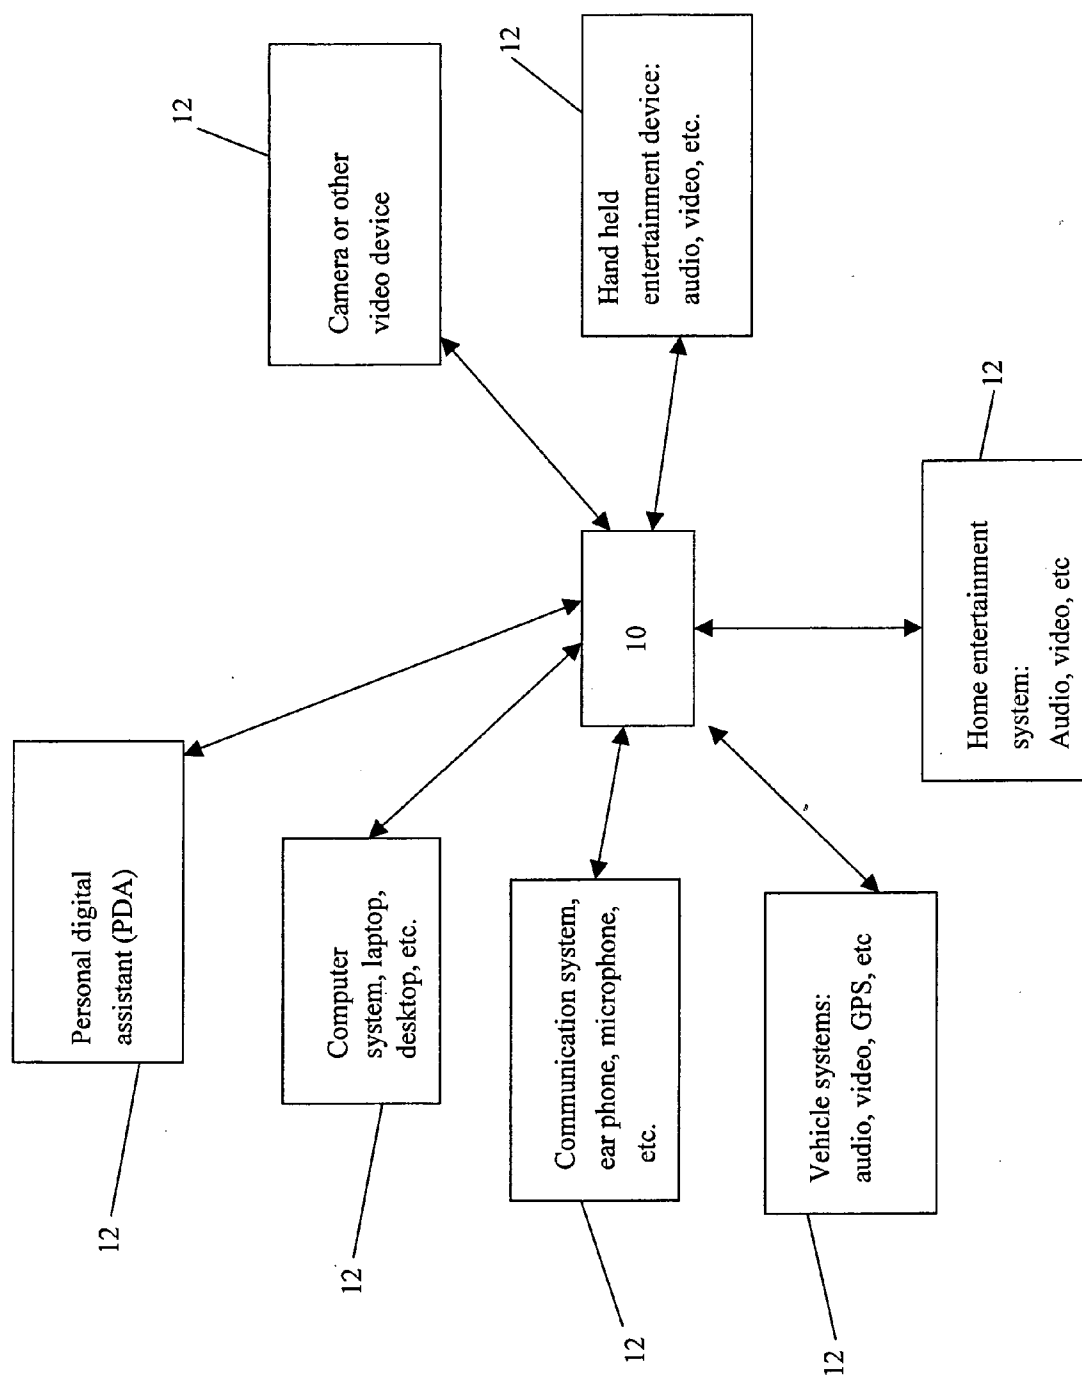 12
Personal digital
assistant (PDA)
12
Computer
system, laptop,
desktop, etc.
12
Communication system,
ear phone, microphone,
etc.
12
Vehicle systems:
audio, video, GPS, etc
10
12
Camera or other
video device
12
Hand held
entertainment device:
audio, video, etc.
12
Home entertainment
system:
Audio, video, etc